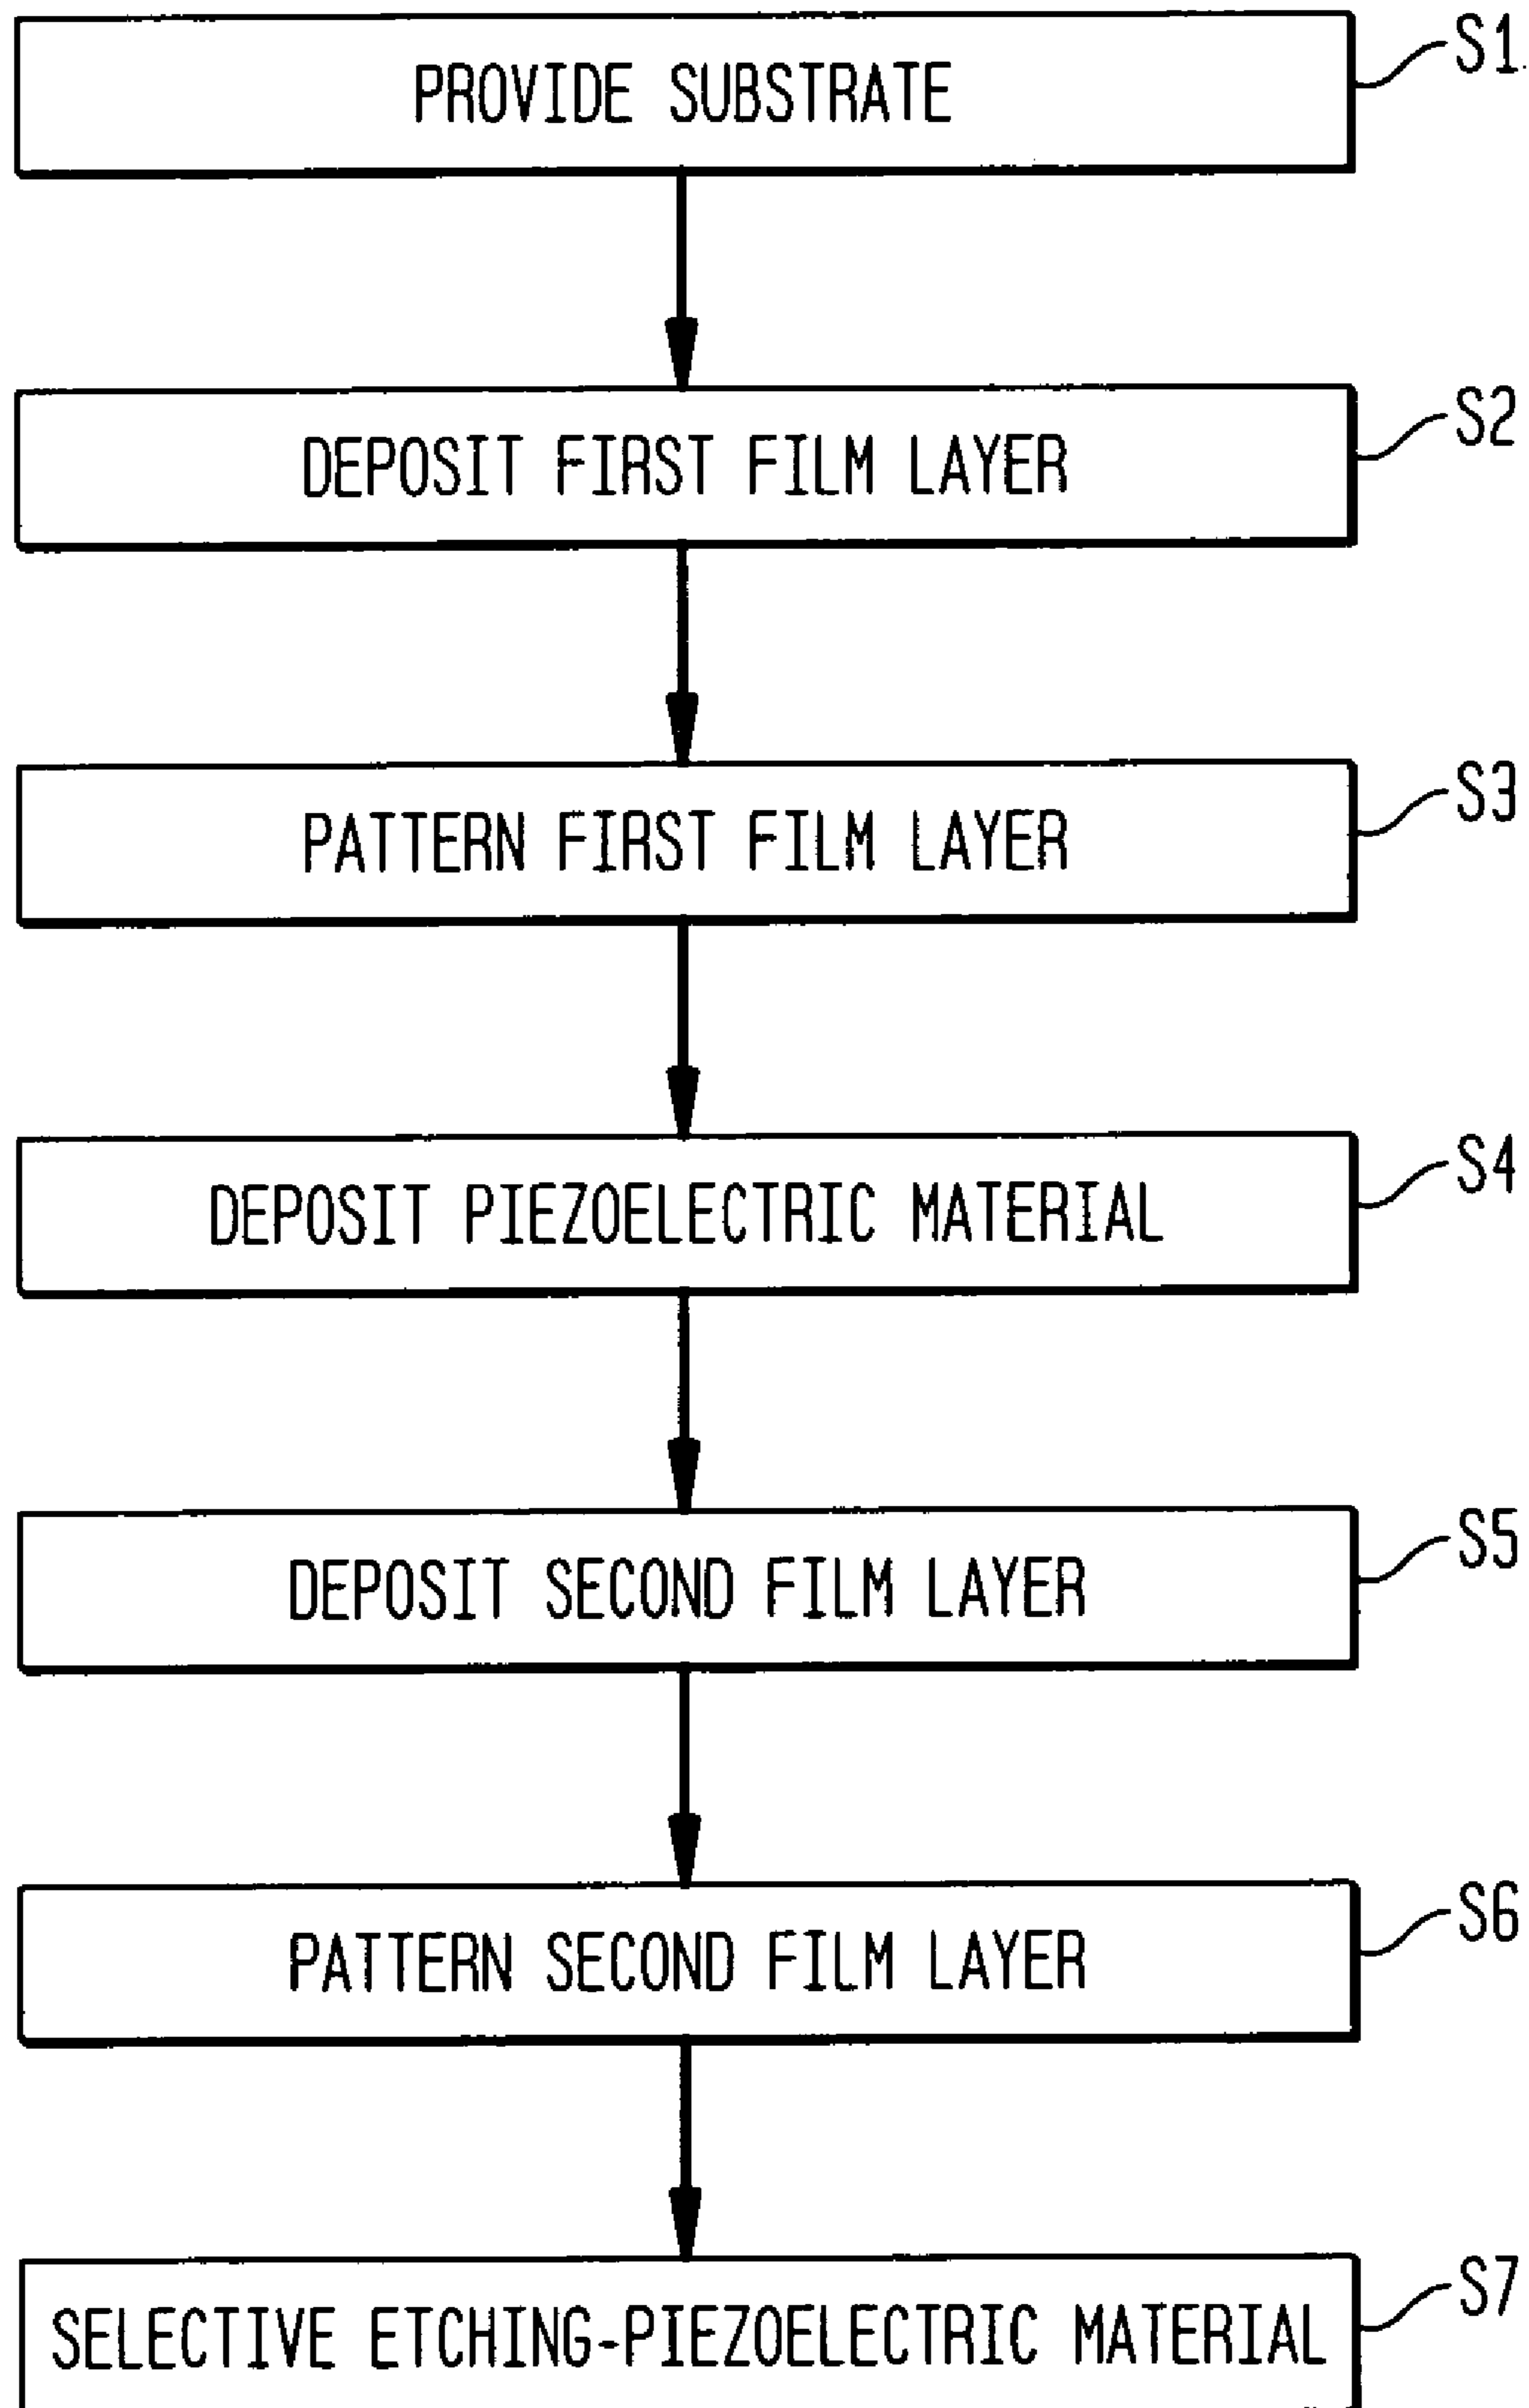 PROVIDE SUBSTRATE
S1
DEPOSIT FIRST FILM LAYER
S2
PATTERN FIRST FILM LAYER
S3
DEPOSIT PIEZOELECTRIC MATERIAL
S4
DEPOSIT SECOND FILM LAYER
S5
PATTERN SECOND FILM LAYER
S6
SELECTIVE ETCHING-PIEZOELECTRIC MATERIAL
S7